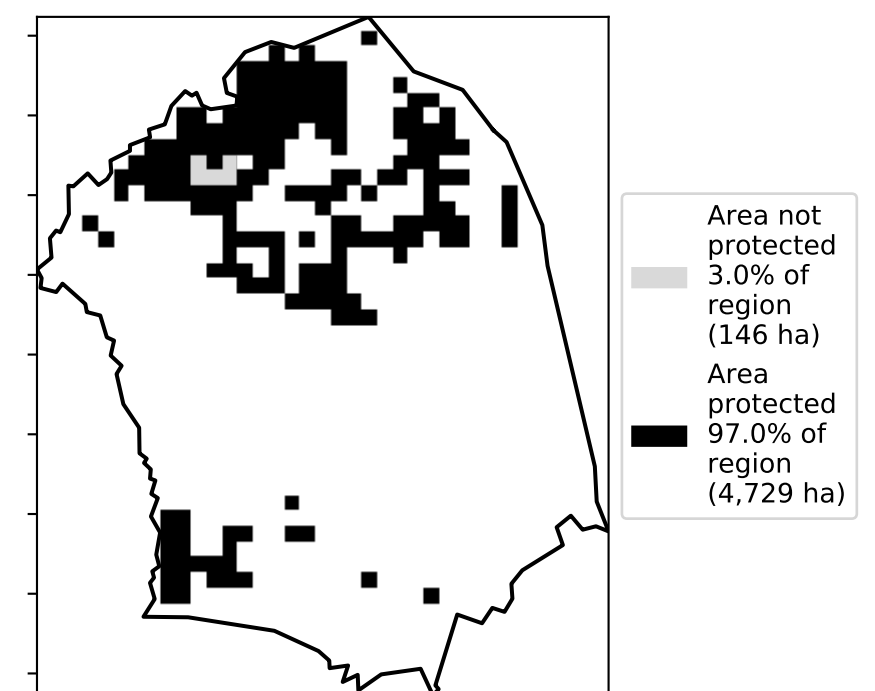 Area not
protected
3.0% of
region
(146 ha)
Area
protected
97.0% of
region
(4,729 ha)